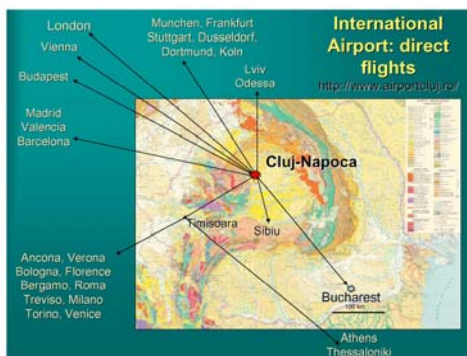 London
Vienna
Budapest
Madrid
Valencia
Barcelona
Munchen, Frankfurt
Stuttgart, Dusseldorf,
Dortmund, Koln
Lviv
Odessa
International
Airport: direct
flights
http://www.airportcluj.ro/
Cluj-Napoca
Timisoara
Sibiu
Ancona, Verona
Bologna, Florence
Bergamo, Roma
Treviso, Milano
Torino, Venice
Bucharest
100 km
Athens
Thessaloniki